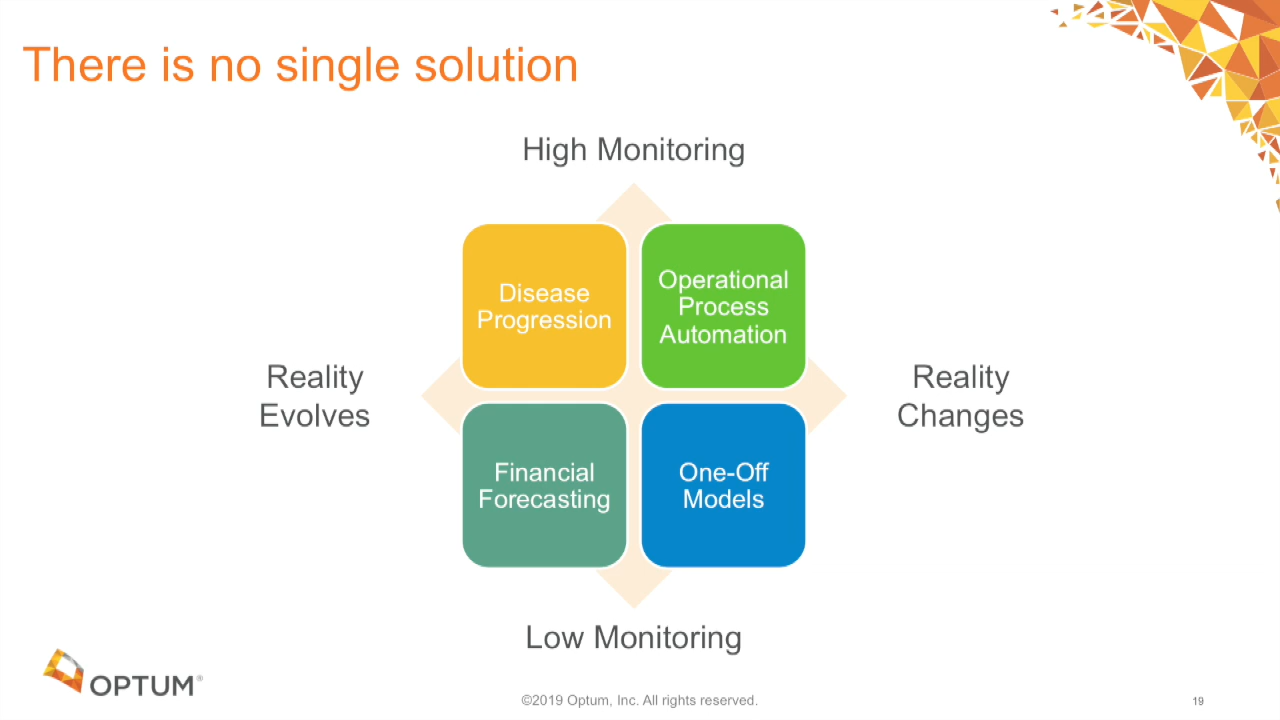 There is no single solution
High Monitoring
Disease
Progression
Operational
Process
Automation
Reality
Evolves
Reality
Changes
Financial
Forecasting
One-Off
Models
Low Monitoring
OPTUM®
©2019 Optum, Inc. All rights reserved.
19